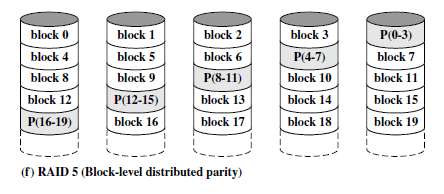 block 0 block 1 block 2 block 3 P(0-3)
block 4 block 5 block 6 P(4-7) block 7
block 8 block 9 P(8-11) block 10 block 11
block 12 P(12-15) block 13 block 14 block 15
P(16-19) block 16 block 17 block 18 block 19
(f) RAID 5 (Block-level distributed parity)